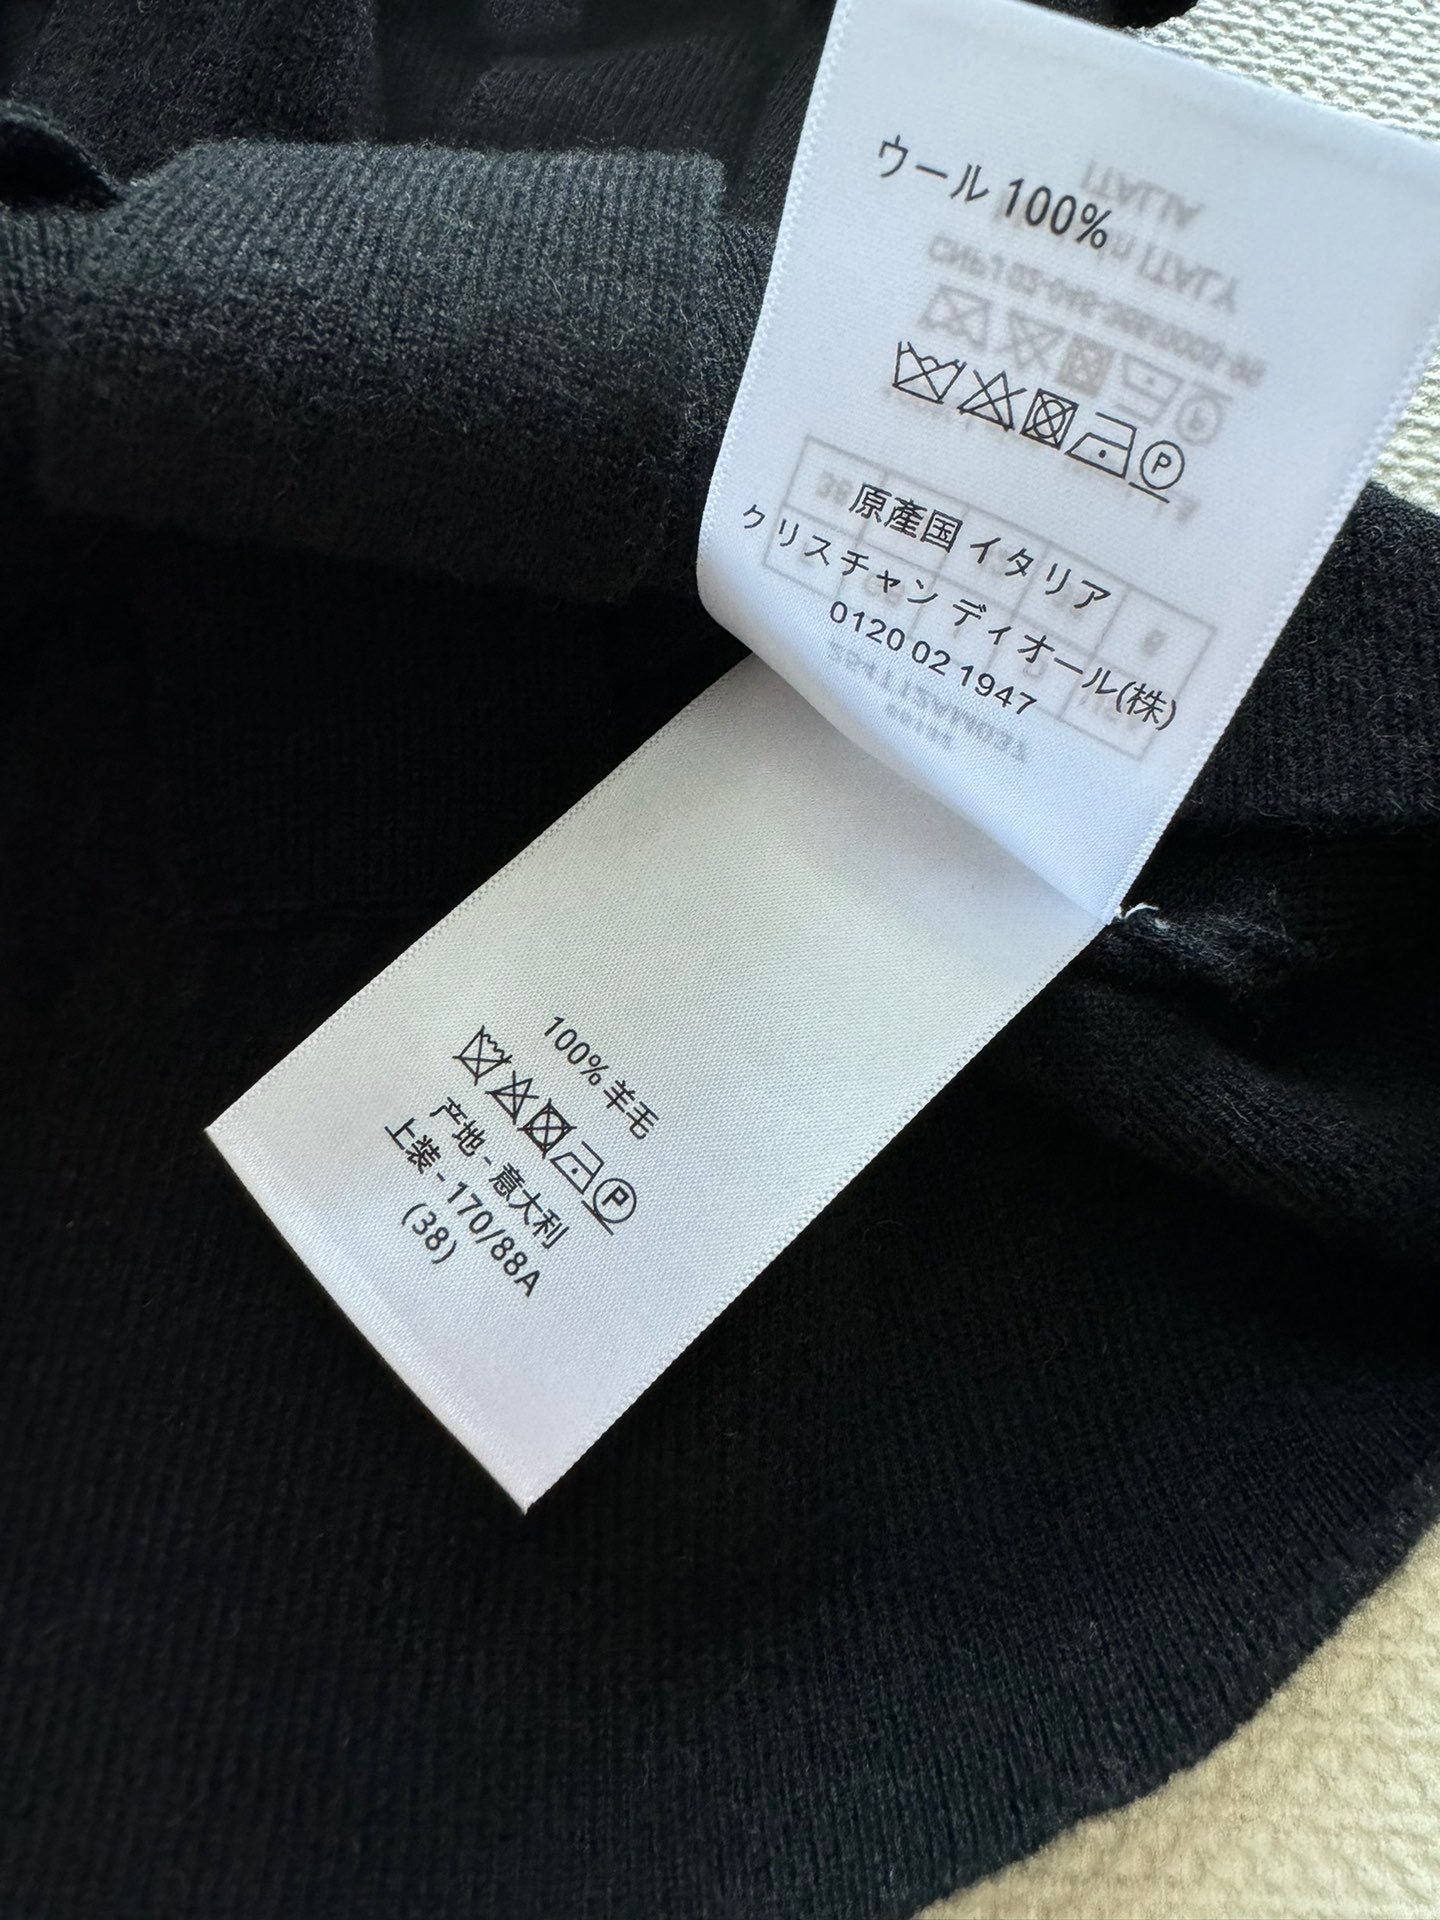 ウール 100%
P
原産国 イタリア
クリスチャン ディオール(株)
0120 02 1947
100% 羊毛
P
产地 - 意大利
上装 - 170/88A
(38)